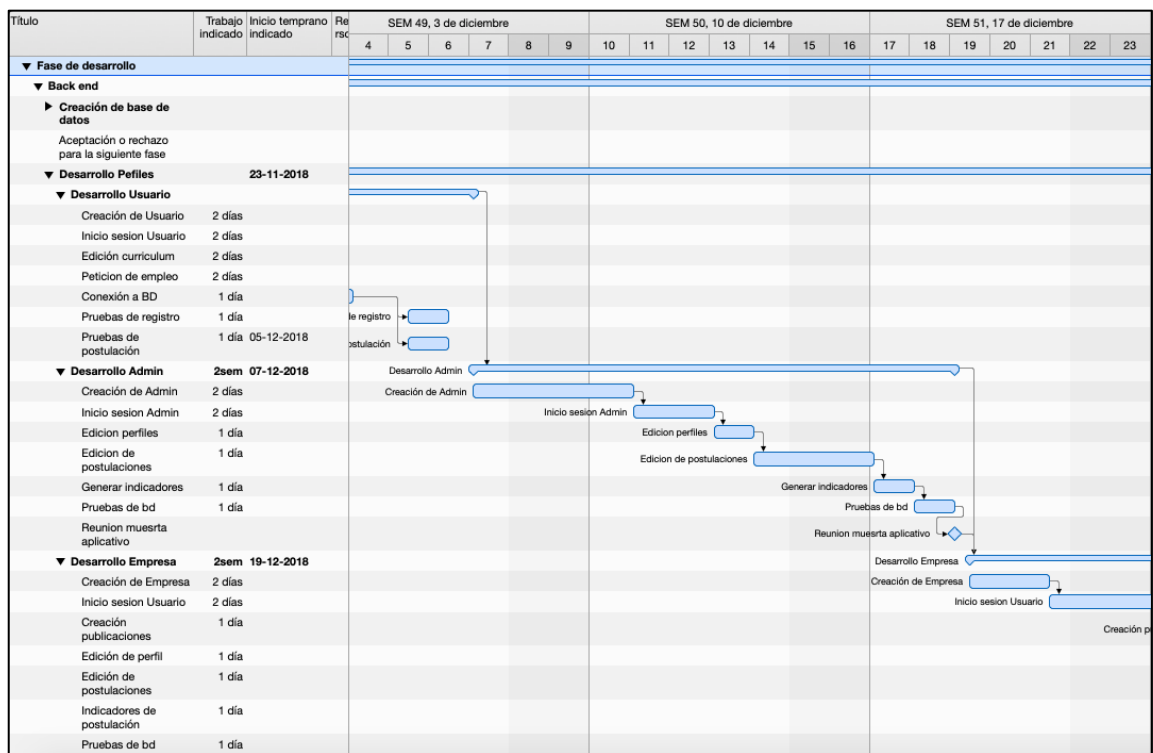 Título Trabajo indicado Inicio temprano indicado Re rsc SEM 49, 3 de diciembre SEM 50, 10 de diciembre SEM 51, 17 de diciembre
4 5 6 7 8 9 10 11 12 13 14 15 16 17 18 19 20 21 22 23
Fase de desarrollo
Back end
Creación de base de
datos
Aceptación o rechazo
para la siguiente fase
Desarrollo Pefiles 23-11-2018
Desarrollo Usuario
Creación de Usuario 2 días
Inicio sesion Usuario 2 días
Edición curriculum 2 días
Peticion de empleo 2 días
Conexión a BD 1 día
Pruebas de registro 1 día le registro
Pruebas de
postulación 1 día 05-12-2018 ostulación
Desarrollo Admin 2sem 07-12-2018 Desarrollo Admin
Creación de Admin 2 días Creación de Admin
Inicio sesion Admin 2 días Inicio sesion Admin
Edicion perfiles 1 día Edicion perfiles
Edicion de
postulaciones 1 día Edicion de postulaciones
Generar indicadores 1 día Generar indicadores
Pruebas de bd 1 día Pruebas de bd
Reunion muesrta
aplicativo Reunion muesrta aplicativo
Desarrollo Empresa 2sem 19-12-2018 Desarrollo Empresa
Creación de Empresa 2 días Creación de Empresa
Inicio sesion Usuario 2 días Inicio sesion Usuario
Creación
publicaciones 1 día Creación p
Edición de perfil 1 día
Edición de
postulaciones 1 día
Indicadores de
postulación 1 día
Pruebas de bd 1 día